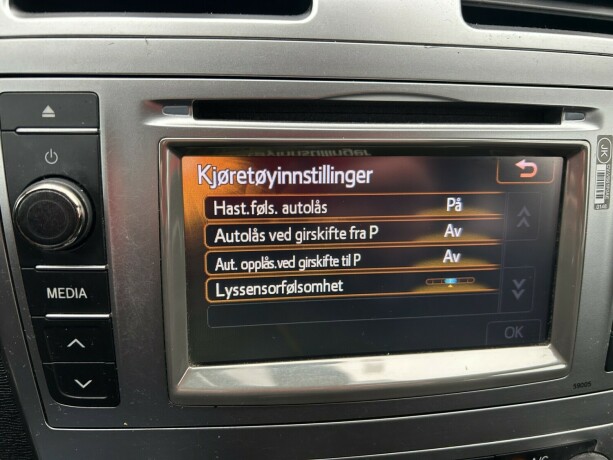 Kjøretøyinnstillinger
Hast.føls. autolås På
Autolås ved girskifte fra P Av
Aut. opplås.ved girskifte til P Av
Lyssensorfølsomhet
OK
MEDIA
JK
A/C